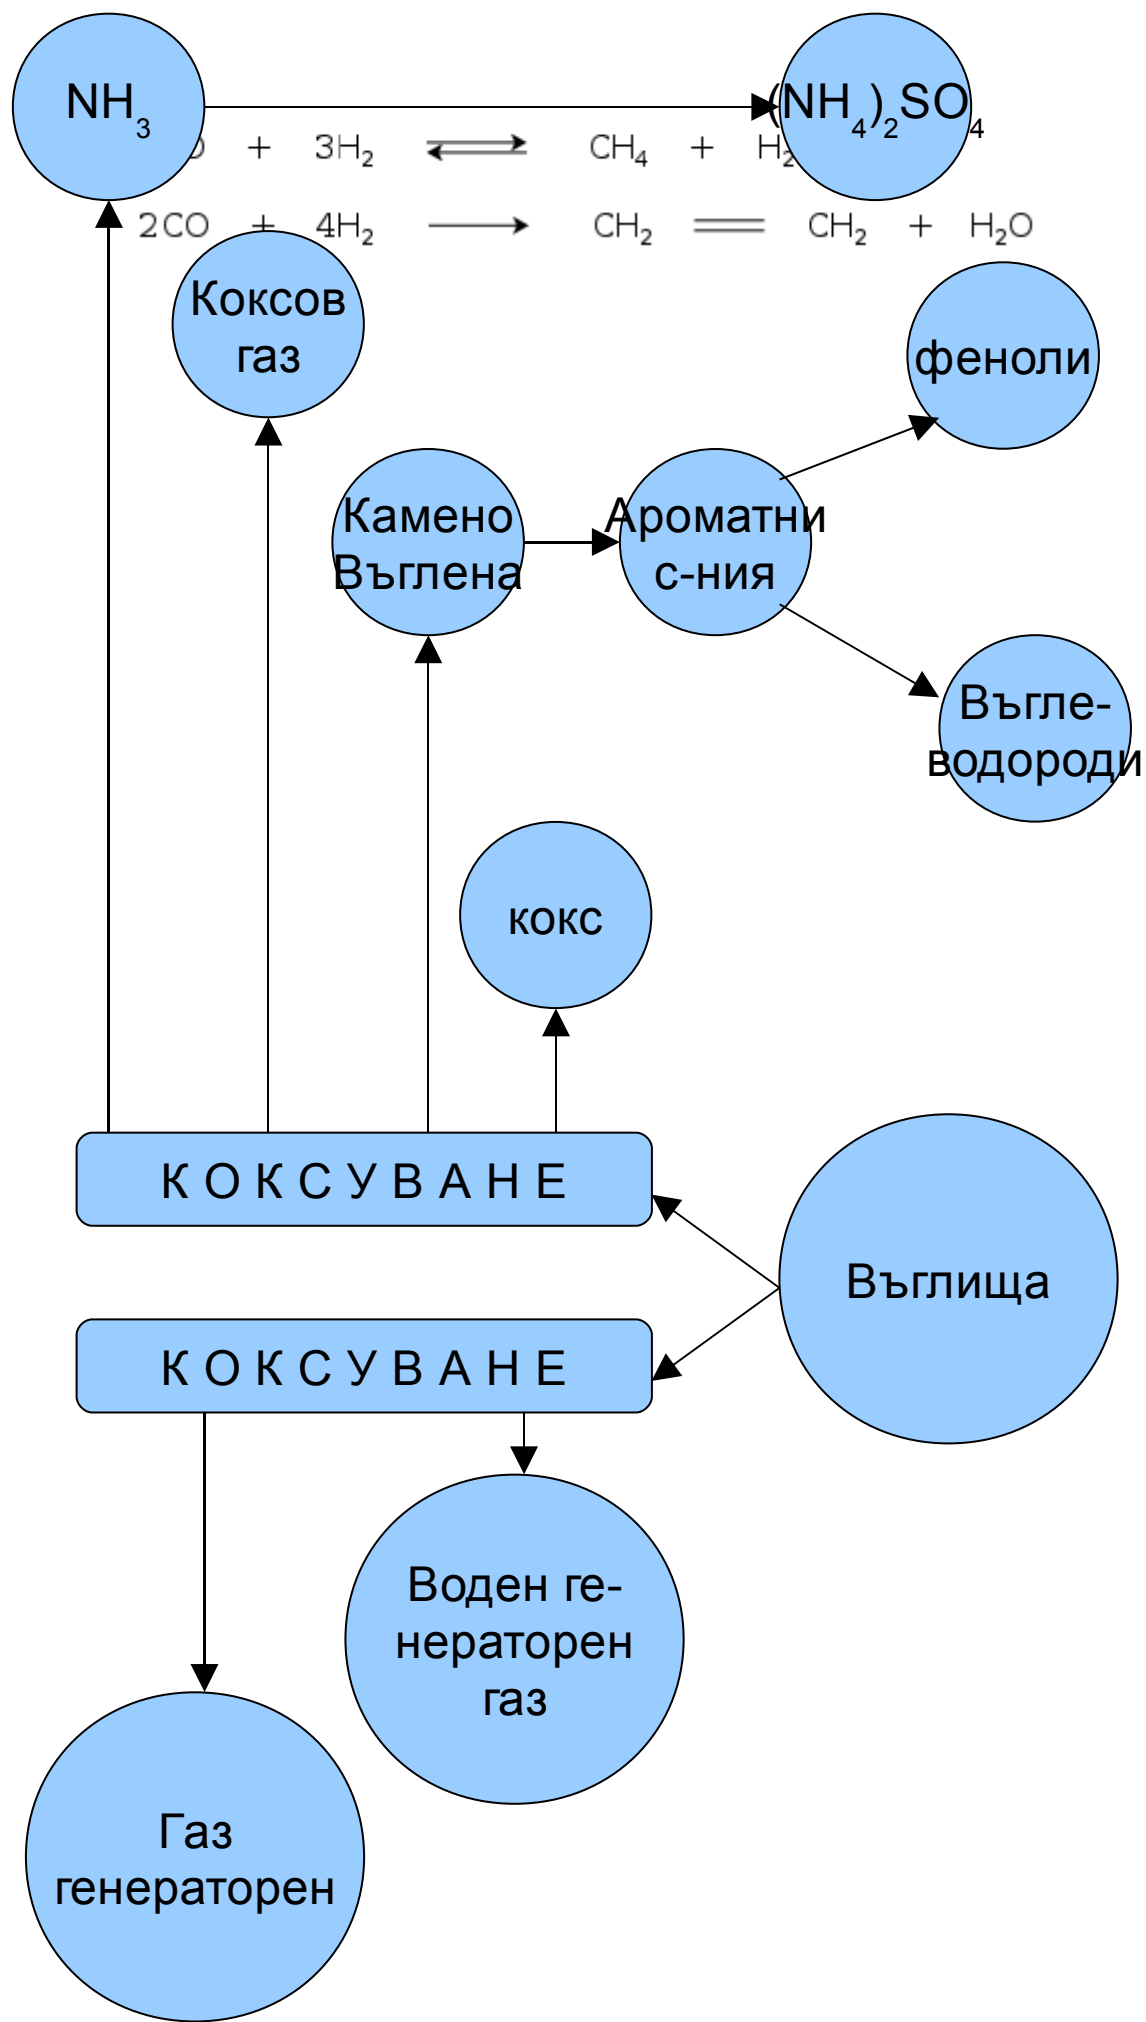 NH₃
(NH₄)₂SO₄
+ 3H₂ ⇌ CH₄ + H₂
2CO + 4H₂ → CH₂ = CH₂ + H₂O
Коксов
газ
феноли
Камено
Въглена
Ароматни
с-ния
Въгле-
водороди
кокс
К О К С У В А Н Е
Въглища
К О К С У В А Н Е
Воден ге-
нераторен
газ
Газ
генераторен